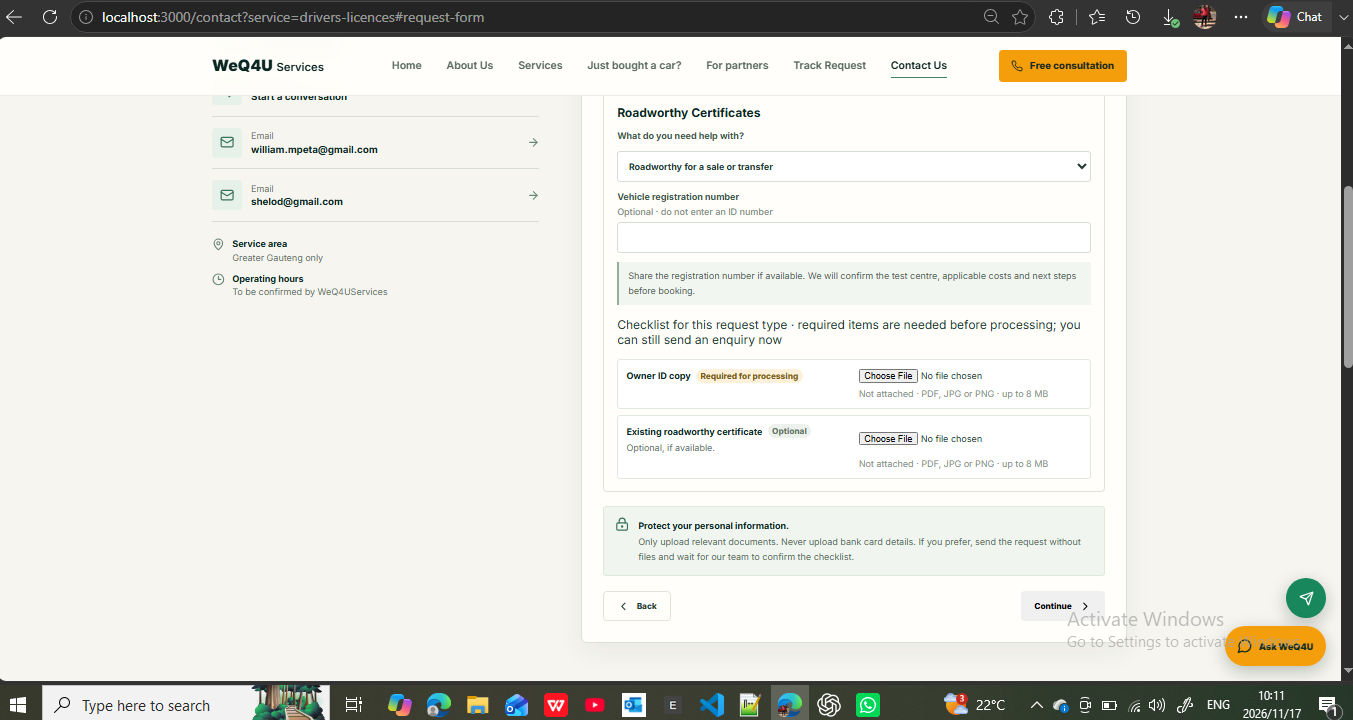 localhost:3000/contact?service=drivers-licences#request-form
Chat
WeQ4U Services
Home
About Us
Services
Just bought a car?
For partners
Track Request
Contact Us
Free consultation
Start a conversation
Email
william.mpeta@gmail.com
Email
shelod@gmail.com
Service area
Greater Gauteng only
Operating hours
To be confirmed by WeQ4UServices
Roadworthy Certificates
What do you need help with?
Roadworthy for a sale or transfer
Vehicle registration number
Optional · do not enter an ID number
Share the registration number if available. We will confirm the test centre, applicable costs and next steps
before booking.
Checklist for this request type · required items are needed before processing; you
can still send an enquiry now
Owner ID copy Required for processing
Choose File No file chosen
Not attached · PDF, JPG or PNG · up to 8 MB
Existing roadworthy certificate Optional
Optional, if available.
Choose File No file chosen
Not attached · PDF, JPG or PNG · up to 8 MB
Protect your personal information.
Only upload relevant documents. Never upload bank card details. If you prefer, send the request without
files and wait for our team to confirm the checklist.
Back
Continue
Activate Windows
Go to Settings to activate
Ask WeQ4U
Type here to search
3
22°C
ENG
10:11
2026/11/17
1